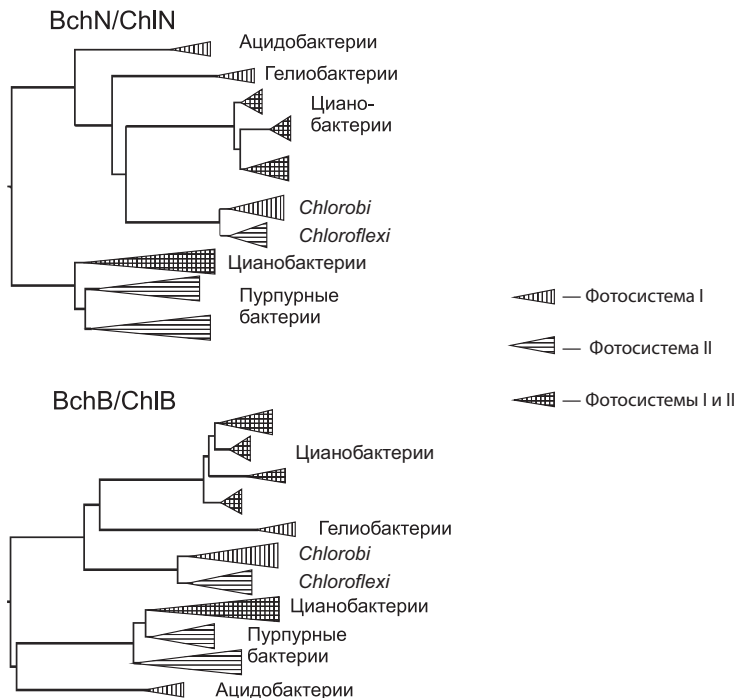 BchN/ChlN
Ацидобактерии
Гелиобактерии
Циано-
бактерии
Chlorobi
Chloroflexi
Цианобактерии
Пурпурные
бактерии
— Фотосистема I
— Фотосистема II
— Фотосистемы I и II
BchB/ChlB
Цианобактерии
Гелиобактерии
Chlorobi
Chloroflexi
Цианобактерии
Пурпурные
бактерии
Ацидобактерии